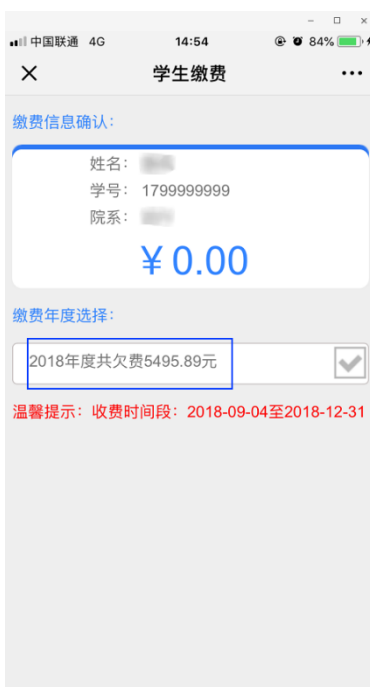 中国联通 4G 14:54 84%
学生缴费
缴费信息确认：
姓名：
学号：1799999999
院系：
¥ 0.00
缴费年度选择：
2018年度共欠费5495.89元
温馨提示：收费时间段：2018-09-04至2018-12-31